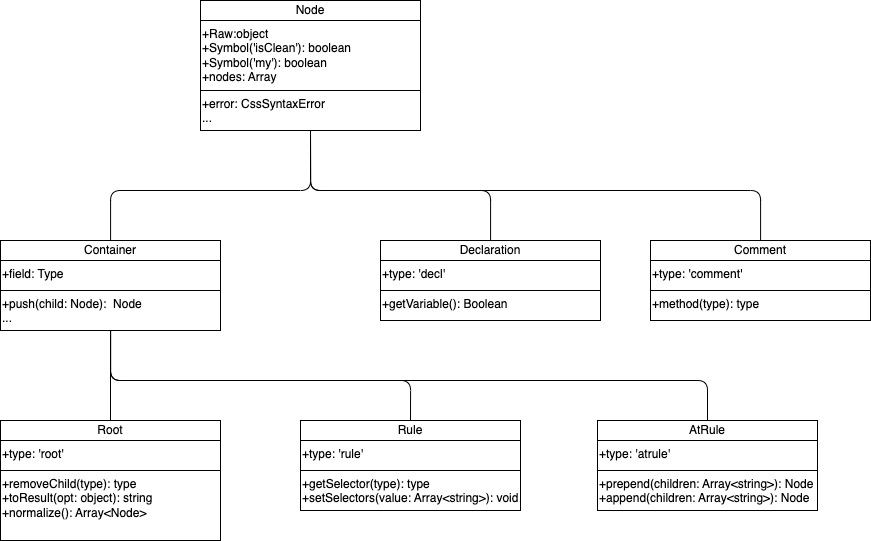 Node
+Raw:object
+Symbol('isClean'): boolean
+Symbol('my'): boolean
+nodes: Array
+error: CssSyntaxError
...
Container
+field: Type
+push(child: Node):  Node
...
Declaration
+type: 'decl'
+getVariable(): Boolean
Comment
+type: 'comment'
+method(type): type
Root
+type: 'root'
+removeChild(type): type
+toResult(opt: object): string
+normalize(): Array<Node>
Rule
+type: 'rule'
+getSelector(type): type
+setSelectors(value: Array<string>): void
AtRule
+type: 'atrule'
+prepend(children: Array<string>): Node
+append(children: Array<string>): Node